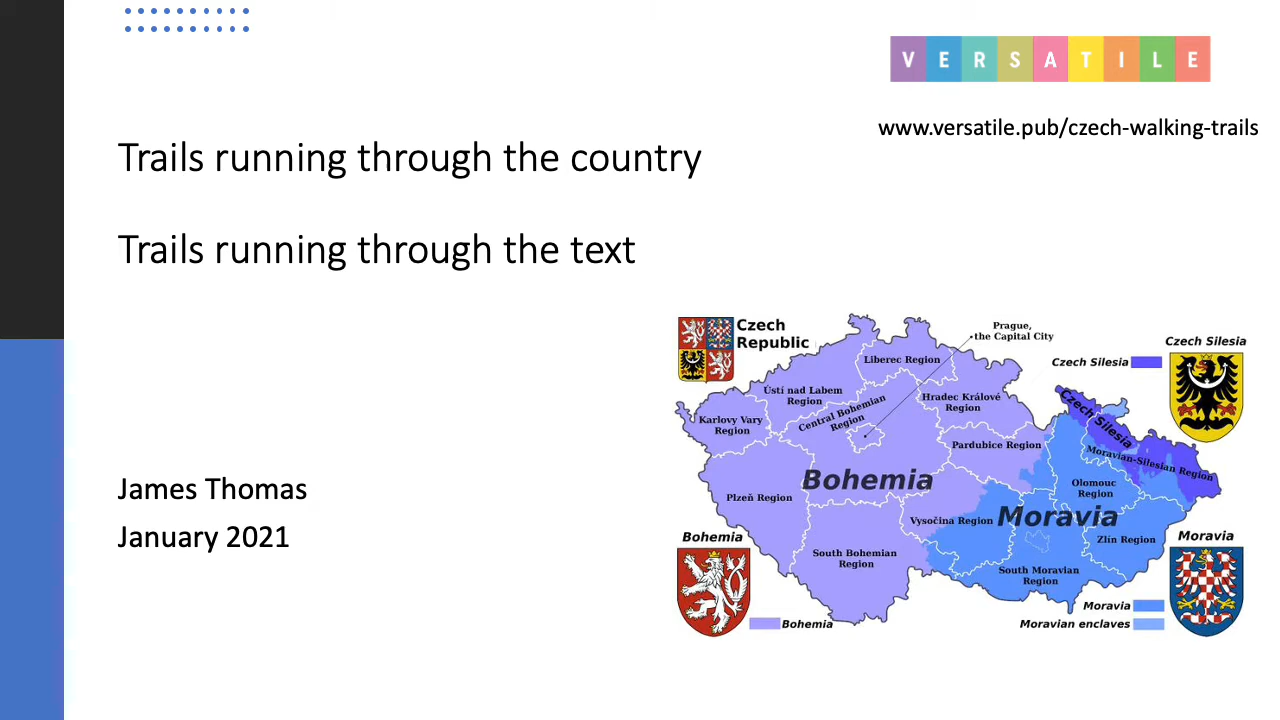 VERSATILE
www.versatile.pub/czech-walking-trails
Trails running through the country
Trails running through the text
James Thomas
January 2021
Czech
Republic
Prague,
the Capital City
Czech Silesia
Czech Silesia
Liberec Region
Ústí nad Labem
Region
Karlovy Vary
Region
Central Bohemian
Region
Hradec Králové
Region
Pardubice Region
Czech Silesia
Moravian-Silesian Region
Bohemia
Plzeň Region
Olomouc
Region
Vysočina Region
Moravia
Zlín Region
South Bohemian
Region
South Moravian
Region
Bohemia
Bohemia
Moravia
Moravia
Moravian enclaves